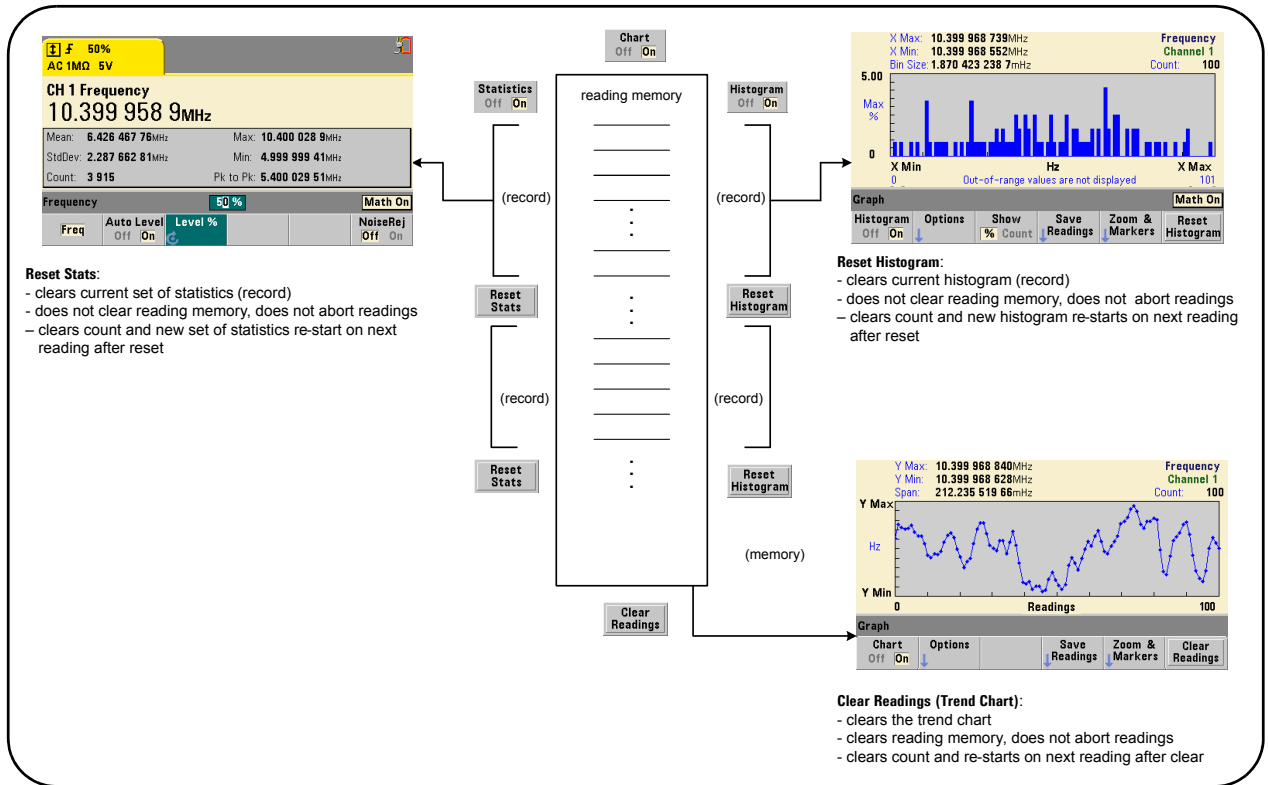 50%
AC 1MΩ 5V
CH 1 Frequency
10.399 958 9MHz
Mean: 6.426 467 76MHz Max: 10.400 028 9MHz
StdDev: 2.287 662 81MHz Min: 4.999 999 41MHz
Count: 3 915 Pk to Pk: 5.400 029 51MHz
Frequency 50 % Math On
Freq Auto Level Level % NoiseRej
Off On Off On
Reset Stats:
- clears current set of statistics (record)
- does not clear reading memory, does not abort readings
– clears count and new set of statistics re-start on next
reading after reset
Statistics
Off On
(record)
Reset
Stats
(record)
Reset
Stats
Chart
Off On
reading memory
Clear
Readings
Histogram
Off On
(record)
Reset
Histogram
(record)
Reset
Histogram
(memory)
X Max: 10.399 968 739MHz Frequency
X Min: 10.399 968 552MHz Channel 1
Bin Size: 1.870 423 238 7mHz Count: 100
5.00
Max
%
0
X Min Hz X Max
0 Out-of-range values are not displayed 101
Graph Math On
Histogram Options Show Save Zoom & Reset
Off On % Count Readings Markers Histogram
Reset Histogram:
- clears current histogram (record)
- does not clear reading memory, does not abort readings
– clears count and new histogram re-starts on next reading
after reset
Y Max: 10.399 968 840MHz Frequency
Y Min: 10.399 968 628MHz Channel 1
Span: 212.235 519 66mHz Count: 100
Y Max
Hz
Y Min
0 Readings 100
Graph
Chart Options Save Zoom & Clear
Off On Readings Markers Readings
Clear Readings (Trend Chart):
- clears the trend chart
- clears reading memory, does not abort readings
- clears count and re-starts on next reading after clear